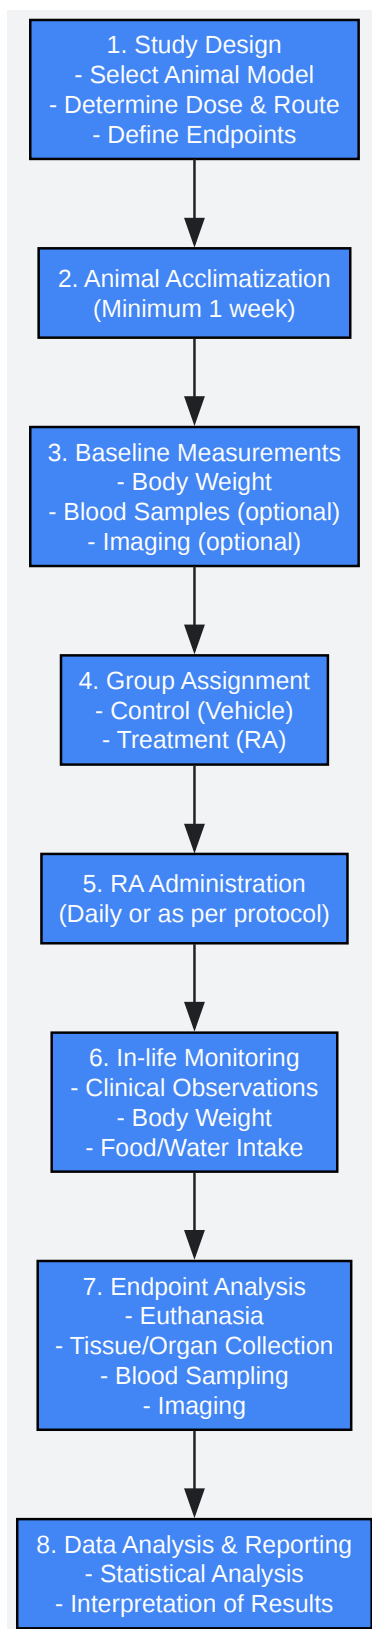 1. Study Design
- Select Animal Model
- Determine Dose & Route
- Define Endpoints
2. Animal Acclimatization
(Minimum 1 week)
3. Baseline Measurements
- Body Weight
- Blood Samples (optional)
- Imaging (optional)
4. Group Assignment
- Control (Vehicle)
- Treatment (RA)
5. RA Administration
(Daily or as per protocol)
6. In-life Monitoring
- Clinical Observations
- Body Weight
- Food/Water Intake
7. Endpoint Analysis
- Euthanasia
- Tissue/Organ Collection
- Blood Sampling
- Imaging
8. Data Analysis & Reporting
- Statistical Analysis
- Interpretation of Results